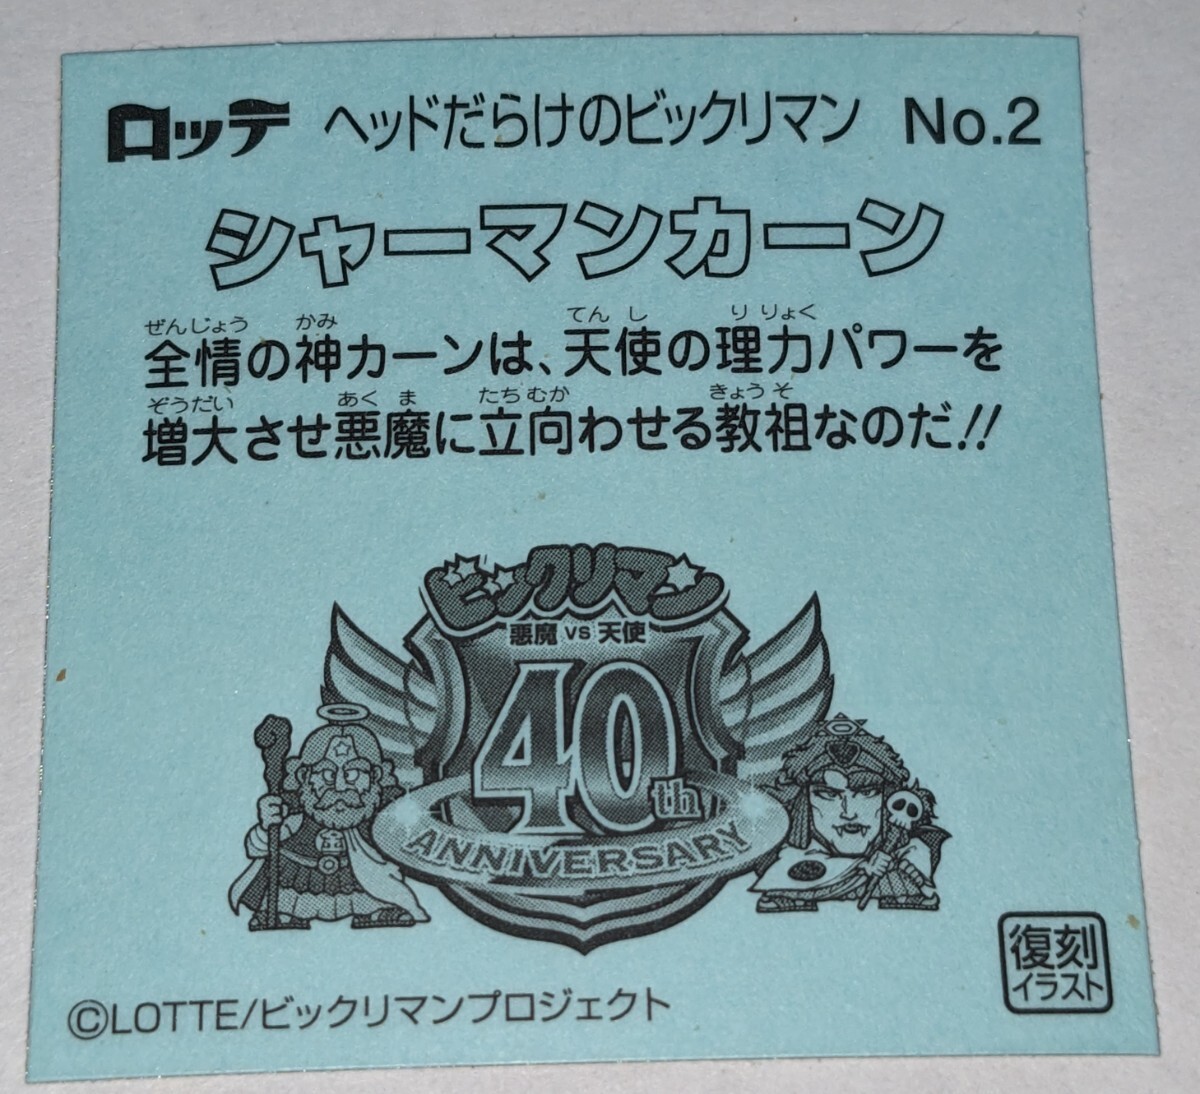 ロッテ ヘッドだらけのビックリマン No.2
シャーマンカーン
ぜんじょう かみ てんし りりょく
全情の神カーンは、天使の理力パワーを
ぞうだい あくま たちむか きょうそ
増大させ悪魔に立向わせる教祖なのだ!!
ビックリマン
悪魔 VS 天使
40th
ANNIVERSARY
復刻
イラスト
©LOTTE/ビックリマンプロジェクト